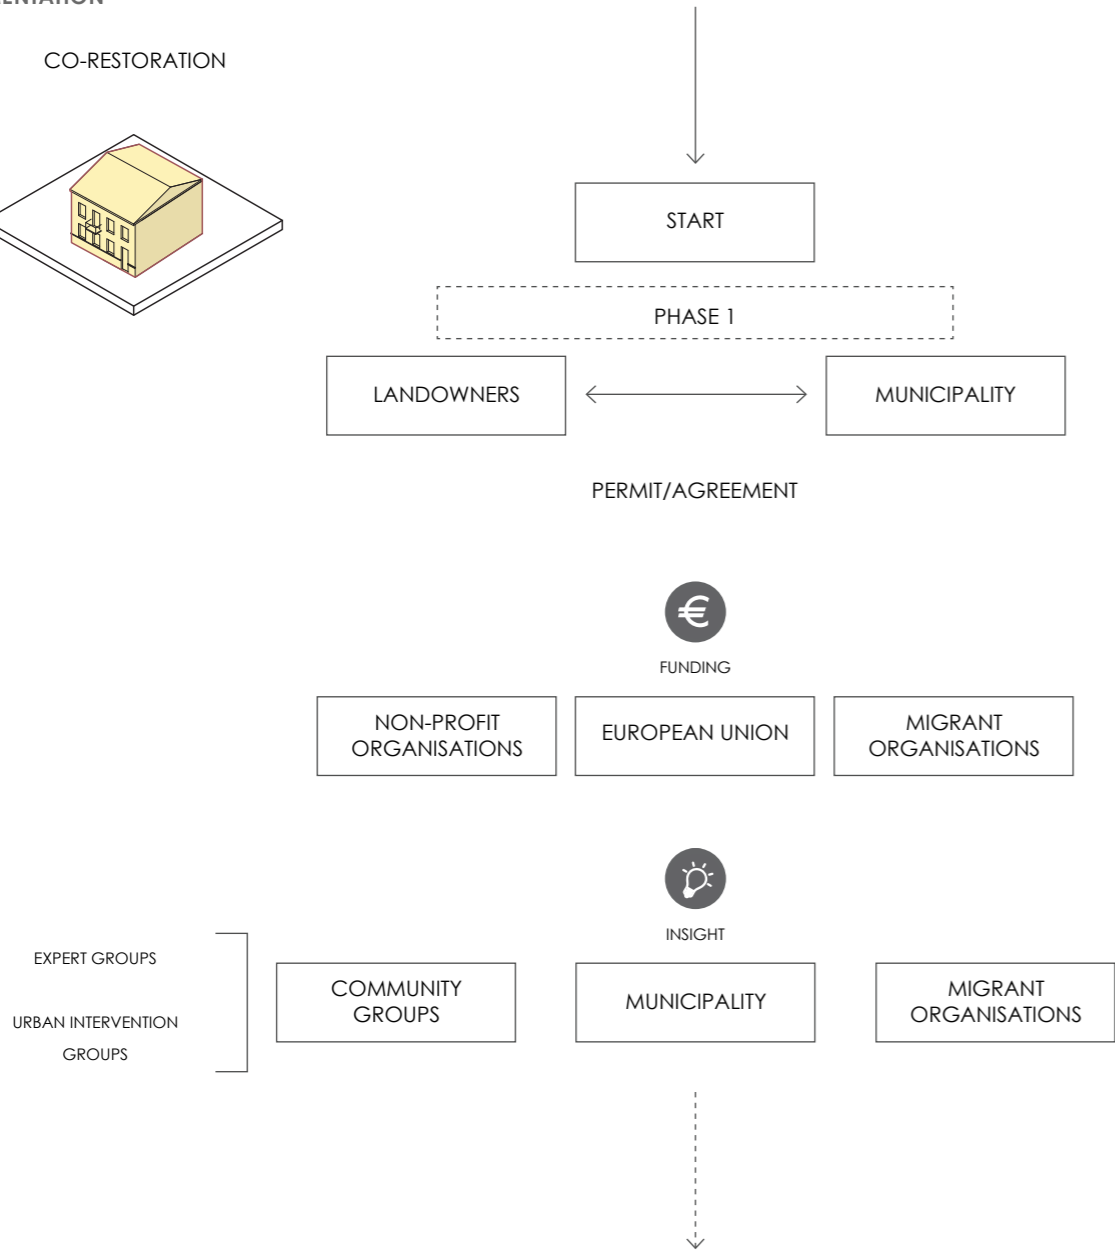 CO-RESTORATION
START
PHASE 1
LANDOWNERS
MUNICIPALITY
PERMIT/AGREEMENT
€
FUNDING
NON-PROFIT
ORGANISATIONS
EUROPEAN UNION
MIGRANT
ORGANISATIONS
INSIGHT
EXPERT GROUPS
URBAN INTERVENTION
GROUPS
COMMUNITY
GROUPS
MUNICIPALITY
MIGRANT
ORGANISATIONS